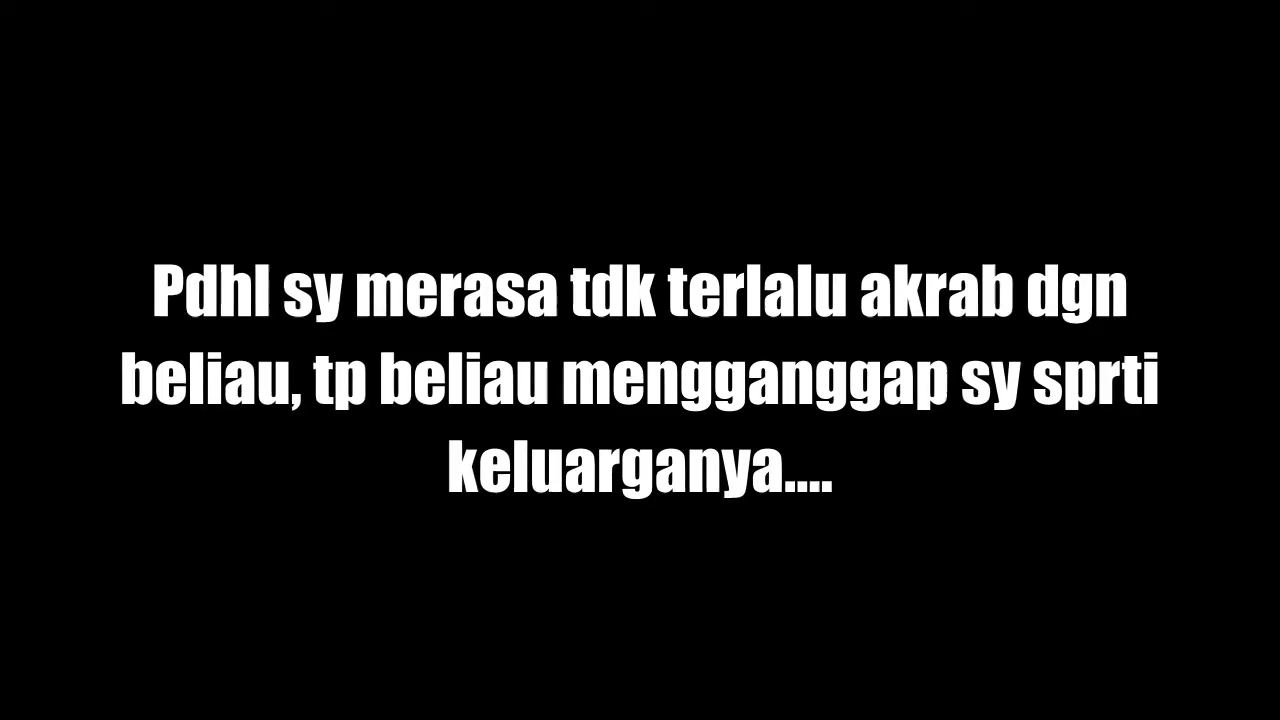 Pdhl sy merasa tdk terlalu akrab dgn
beliau, tp beliau mengganggap sy sprti
keluarganya....